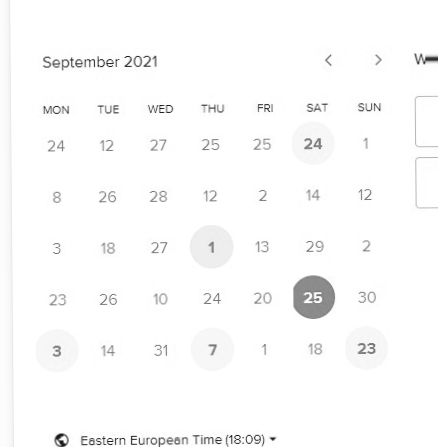 September 2021
MON TUE WED THU FRI SAT SUN
24 12 27 25 25 24 1
8 26 28 12 2 14 12
3 18 27 1 13 29 2
23 26 10 24 20 25 30
3 14 31 7 1 18 23
Eastern European Time (18:09)